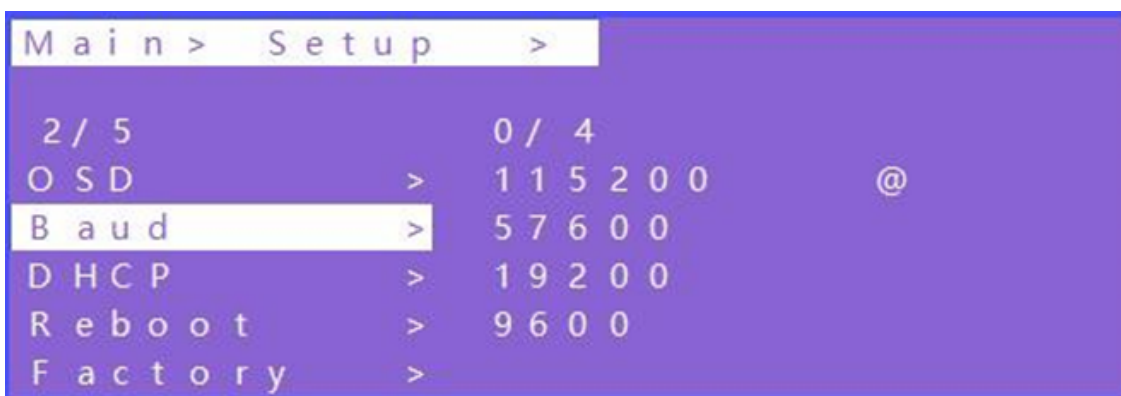 Main> Setup >
2/5 0/4
OSD > 115200 @
Baud > 57600
DHCP > 19200
Reboot > 9600
Factory >